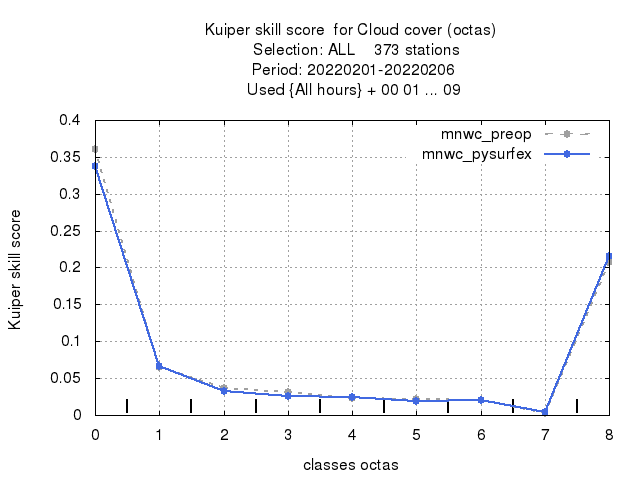 Kuiper skill score  for Cloud cover (octas)
Selection: ALL    373 stations
Period: 20220201-20220206
Used {All hours} + 00 01 ... 09
mnwc_preop
mnwc_pysurfex
0.4
0.35
0.3
0.25
0.2
0.15
0.1
0.05
0
Kuiper skill score
0 1 2 3 4 5 6 7 8
classes octas